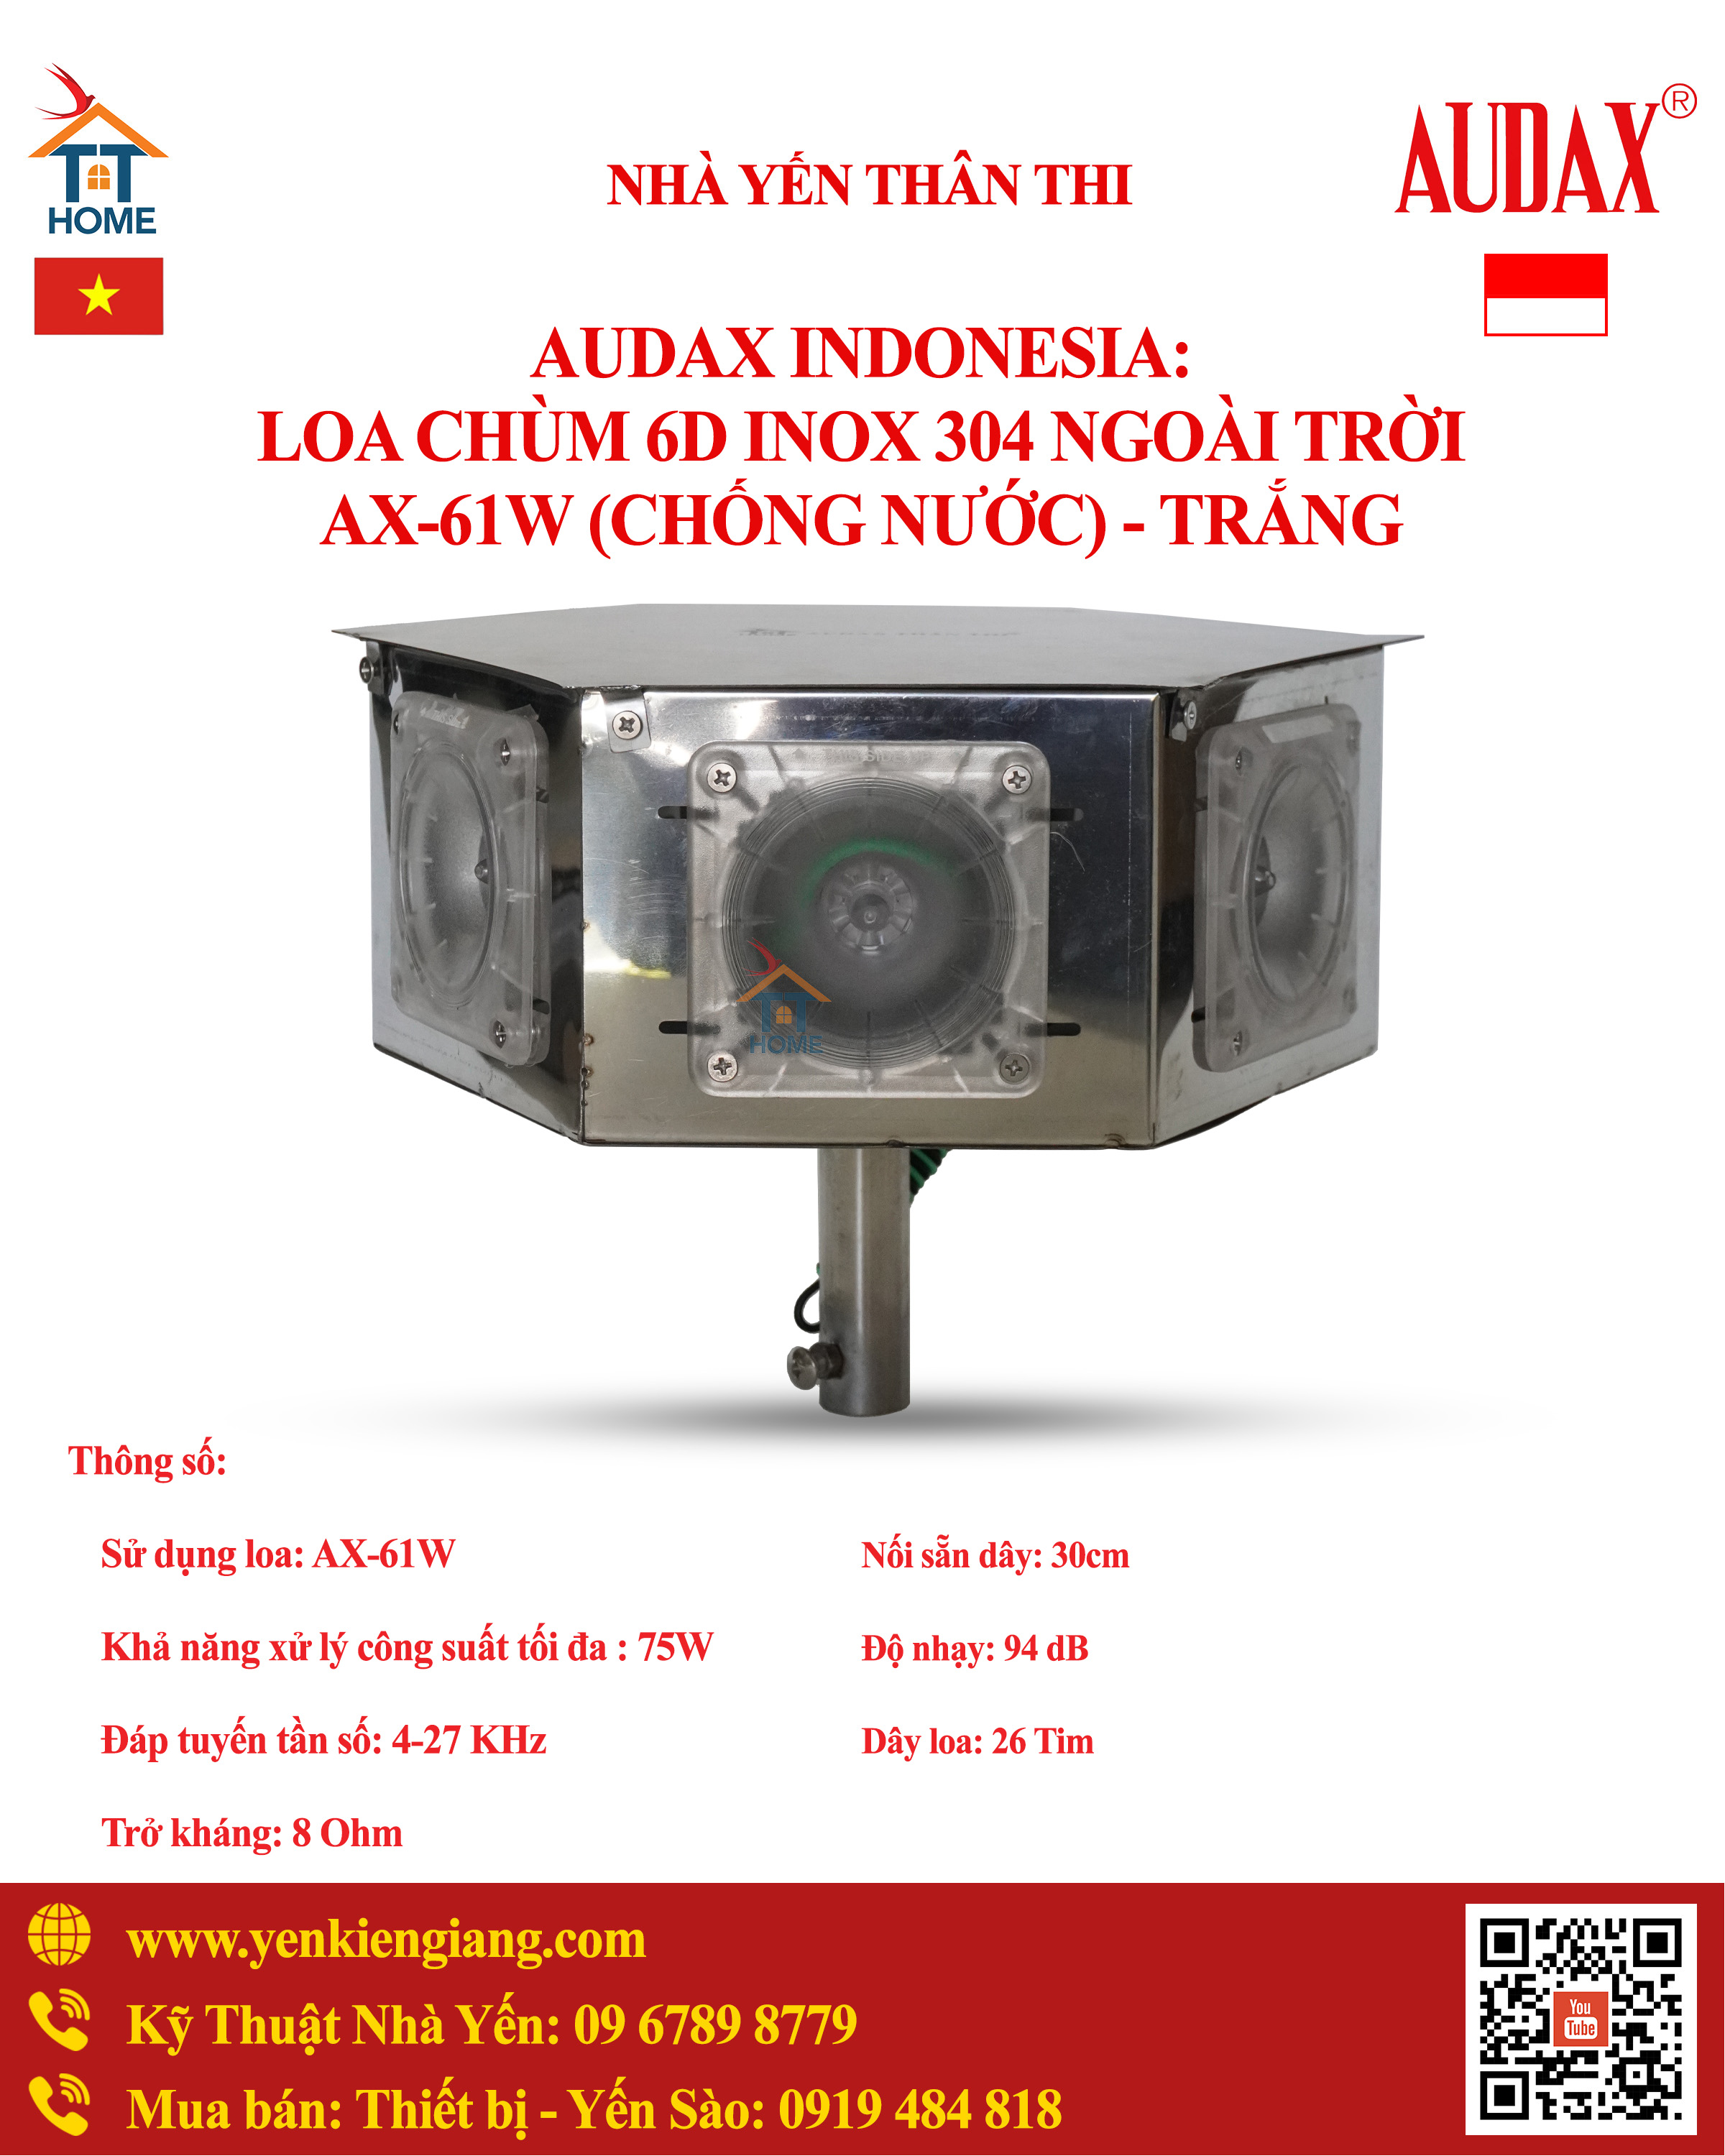 TT
HOME
NHÀ YẾN THÂN THI
AUDAX®
AUDAX INDONESIA:
LOA CHÙM 6D INOX 304 NGOÀI TRỜI
AX-61W (CHỐNG NƯỚC) - TRẮNG
TT
HOME
Thông số:
Sử dụng loa: AX-61W
Khả năng xử lý công suất tối đa : 75W
Đáp tuyến tần số: 4-27 KHz
Trở kháng: 8 Ohm
Nối sẵn dây: 30cm
Độ nhạy: 94 dB
Dây loa: 26 Tim
www.yenkiengiang.com
Kỹ Thuật Nhà Yến: 09 6789 8779
Mua bán: Thiết bị - Yến Sào: 0919 484 818
You
Tube